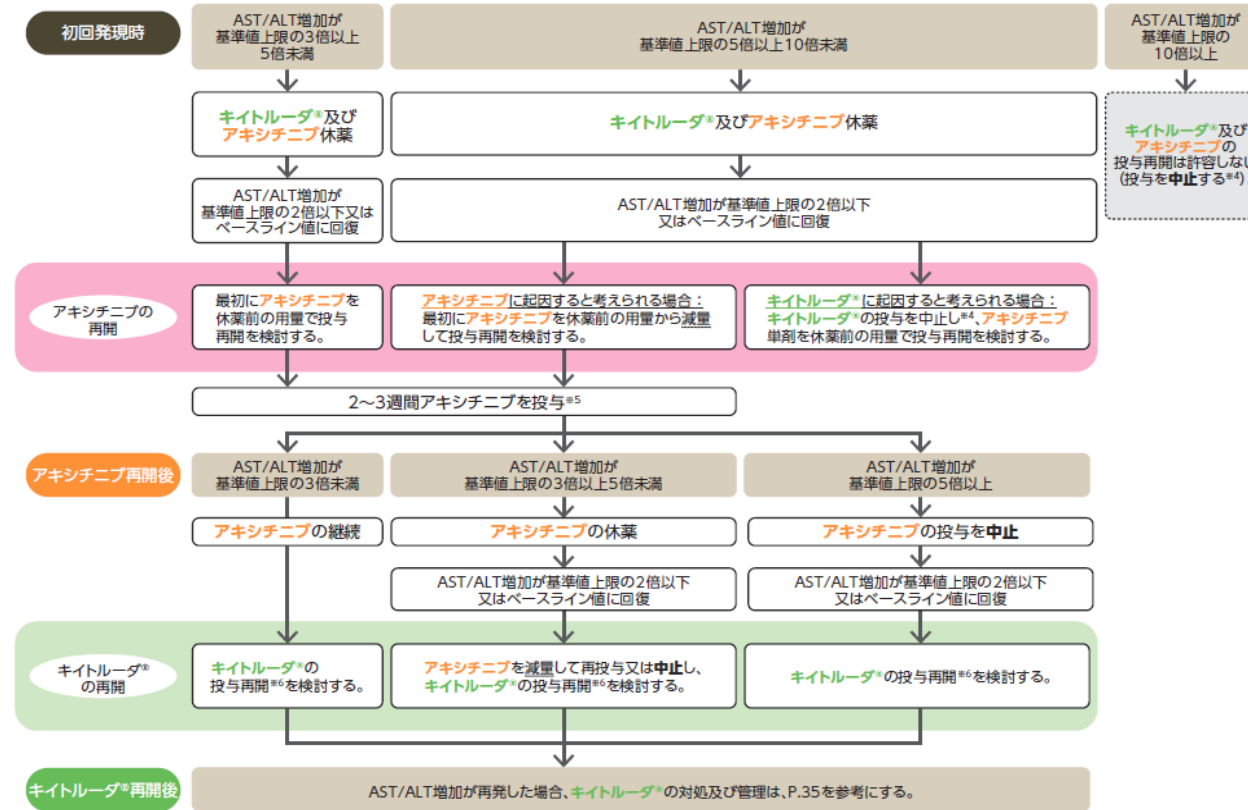 初回発現時
AST/ALT増加が
基準値上限の3倍以上
5倍未満
AST/ALT増加が
基準値上限の5倍以上10倍未満
AST/ALT増加が
基準値上限の
10倍以上
キイトルーダ®及び
アキシチニブ休薬
キイトルーダ®及びアキシチニブ休薬
キイトルーダ®及び
アキシチニブの
投与再開は許容しない
(投与を中止する※4)
AST/ALT増加が
基準値上限の2倍以下又は
ベースライン値に回復
AST/ALT増加が基準値上限の2倍以下
又はベースライン値に回復
アキシチニブの
再開
最初にアキシチニブを
休薬前の用量で投与
再開を検討する。
アキシチニブに起因すると考えられる場合：
最初にアキシチニブを休薬前の用量から減量
して投与再開を検討する。
キイトルーダ®に起因すると考えられる場合：
キイトルーダ®の投与を中止し※4、アキシチニブ
単剤を休薬前の用量で投与再開を検討する。
2〜3週間アキシチニブを投与※5
アキシチニブ再開後
AST/ALT増加が
基準値上限の3倍未満
AST/ALT増加が
基準値上限の3倍以上5倍未満
AST/ALT増加が
基準値上限の5倍以上
アキシチニブの継続
アキシチニブの休薬
アキシチニブの投与を中止
AST/ALT増加が基準値上限の2倍以下
又はベースライン値に回復
AST/ALT増加が基準値上限の2倍以下
又はベースライン値に回復
キイトルーダ®
の再開
キイトルーダ®の
投与再開※6を検討する。
アキシチニブを減量して再投与又は中止し、
キイトルーダ®の投与再開※6を検討する。
キイトルーダ®の投与再開※6を検討する。
キイトルーダ®再開後
AST/ALT増加が再発した場合、キイトルーダ®の対処及び管理は、P.35を参考にする。